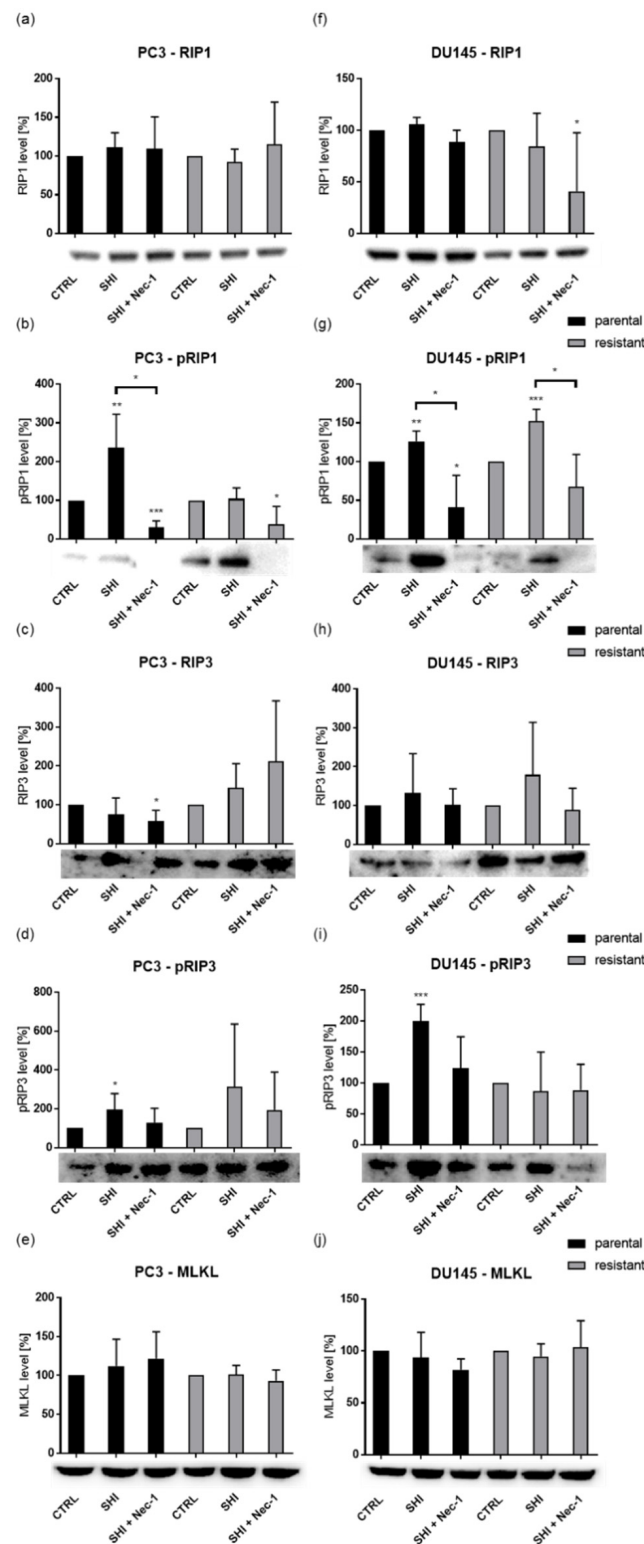 (a)
PC3 - RIP1
RIP1 level [%]
200
150
100
50
0
CTRL
SHI
SHI + Nec-1
CTRL
SHI
SHI + Nec-1
(f)
DU145 - RIP1
RIP1 level [%]
150
100
50
0
*
CTRL
SHI
SHI + Nec-1
CTRL
SHI
SHI + Nec-1
parental
resistant
(b)
PC3 - pRIP1
pRIP1 level [%]
400
300
200
100
0
*
**
***
*
CTRL
SHI
SHI + Nec-1
CTRL
SHI
SHI + Nec-1
(g)
DU145 - pRIP1
pRIP1 level [%]
200
150
100
50
0
*
**
*
*
***
CTRL
SHI
SHI + Nec-1
CTRL
SHI
SHI + Nec-1
parental
resistant
(c)
PC3 - RIP3
RIP3 level [%]
400
300
200
100
0
*
CTRL
SHI
SHI + Nec-1
CTRL
SHI
SHI + Nec-1
(h)
DU145 - RIP3
RIP3 level [%]
400
300
200
100
0
CTRL
SHI
SHI + Nec-1
CTRL
SHI
SHI + Nec-1
(d)
PC3 - pRIP3
pRIP3 level [%]
800
600
400
200
0
*
CTRL
SHI
SHI + Nec-1
CTRL
SHI
SHI + Nec-1
(i)
DU145 - pRIP3
pRIP3 level [%]
250
200
150
100
50
0
***
CTRL
SHI
SHI + Nec-1
CTRL
SHI
SHI + Nec-1
parental
resistant
(e)
PC3 - MLKL
MLKL level [%]
200
150
100
50
0
CTRL
SHI
SHI + Nec-1
CTRL
SHI
SHI + Nec-1
(j)
DU145 - MLKL
MLKL level [%]
150
100
50
0
CTRL
SHI
SHI + Nec-1
CTRL
SHI
SHI + Nec-1